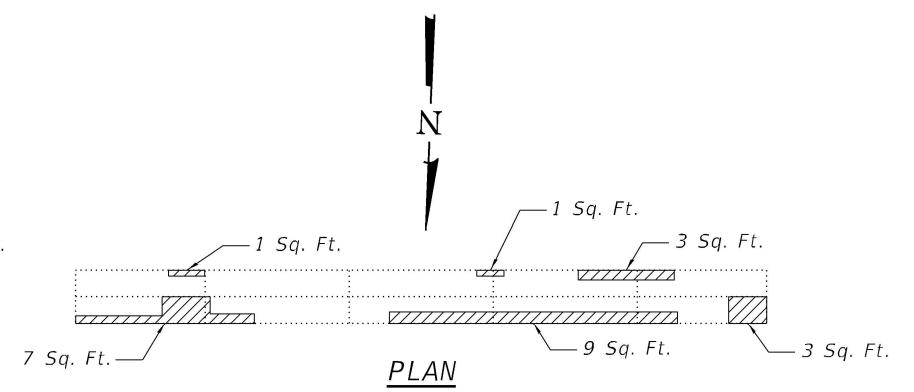 N
1 Sq. Ft.
1 Sq. Ft.
3 Sq. Ft.
.
7 Sq. Ft.
9 Sq. Ft.
3 Sq. Ft.
PLAN